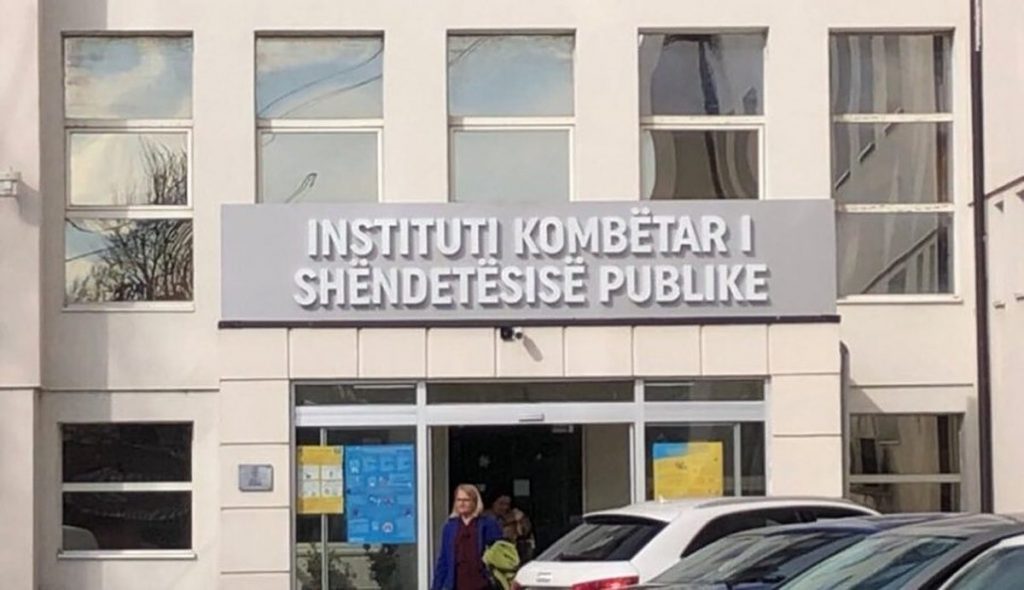 INSTITUTI KOMBËTAR I
SHËNDETËSISË PUBLIKE